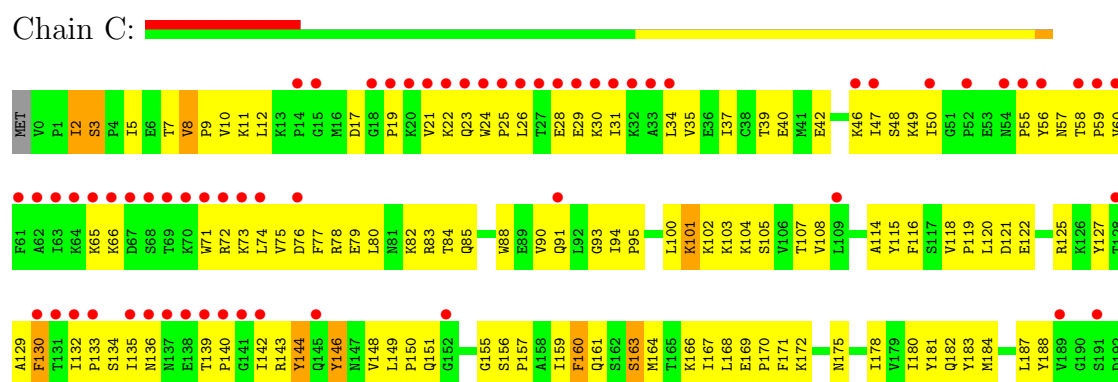 Chain C:
MET V0 P1 I2 S3 P4 I5 E6 T7 V8 P9 V10 K11 L12 K13 P14 G15 M16 D17 G18 P19 K20 V21 K22 Q23 W24 P25 L26 T27 E28 E29 K30 I31 K32 A33 L34 V35 E36 I37 C38 T39 E40 M41 E42 K46 I47 S48 K49 I50 G51 P52 E53 N54 P55 Y56 N57 T58 P59 V60
F61 A62 I63 K64 K65 K66 D67 S68 T69 K70 W71 R72 K73 L74 V75 D76 F77 R78 E79 L80 N81 K82 R83 T84 Q85 W88 E89 V90 Q91 L92 G93 I94 P95 L100 K101 K102 K103 K104 S105 V106 T107 V108 L109 A114 Y115 F116 S117 V118 P119 L120 D121 E122 R125 K126 Y127 T128
A129 F130 T131 I132 P133 S134 I135 N136 N137 E138 T139 P140 G141 I142 R143 Y144 Q145 Y146 N147 V148 L149 P150 Q151 G152 G155 S156 P157 A158 I159 F160 Q161 S162 S163 M164 T165 K166 I167 L168 E169 P170 F171 K172 N175 I178 V179 I180 Y181 Q182 Y183 M184 L187 Y188 V189 G190 S191